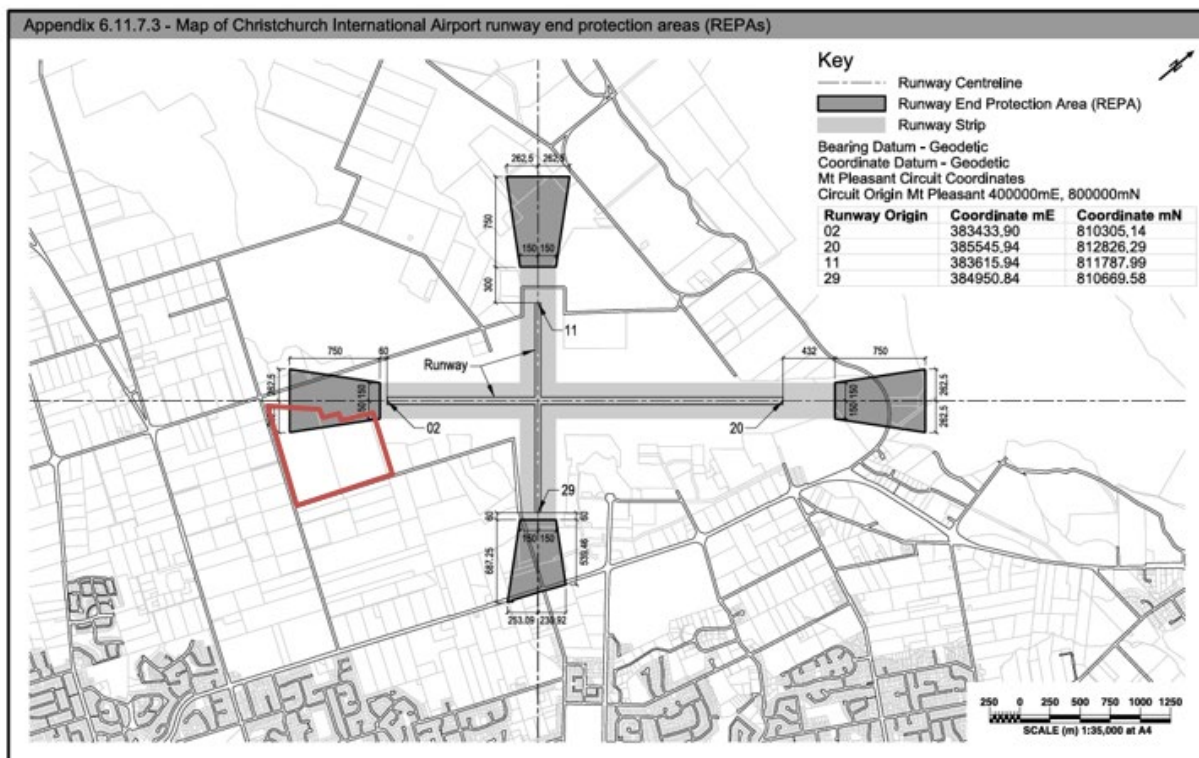 Appendix 6.11.7.3 - Map of Christchurch International Airport runway end protection areas (REPAs)
Key
Runway Centreline
Runway End Protection Area (REPA)
Runway Strip
Bearing Datum - Geodetic
Coordinate Datum - Geodetic
Mt Pleasant Circuit Coordinates
Circuit Origin Mt Pleasant 400000mE, 800000mN
Runway Origin Coordinate mE Coordinate mN
02 383433,90 810305,14
20 385545,94 812826,29
11 383615.94 811787.99
29 384950.84 810669.58
262,5 262,5
750
150 150
300
11
Runway
750 60
262,5
150
02
432 750
262,5
150 150
262,5
20
29
60 60
150 150
687.25
539.46
253.09
250 0 250 500 750 1000 1250
SCALE (m) 1:35,000 at A4